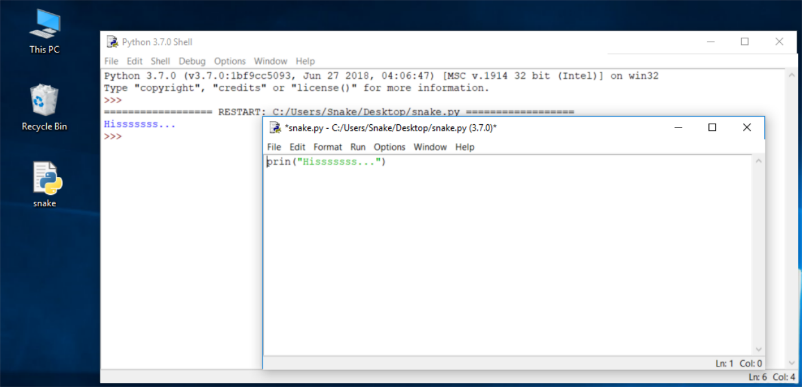 This PC
Recycle Bin
snake
Python 3.7.0 Shell
File Edit Shell Debug Options Window Help
Python 3.7.0 (v3.7.0:1bf9cc5093, Jun 27 2018, 04:06:47) [MSC v.1914 32 bit (Intel)] on win32
Type "copyright", "credits" or "license()" for more information.
>>>
================== RESTART: C:/Users/Snake/Desktop/snake.py ==================
Hisssssss...
>>>
*snake.py - C:/Users/Snake/Desktop/snake.py (3.7.0)*
File Edit Format Run Options Window Help
prin("Hisssssss...")
Ln: 1 Col: 0
Ln: 6 Col: 4